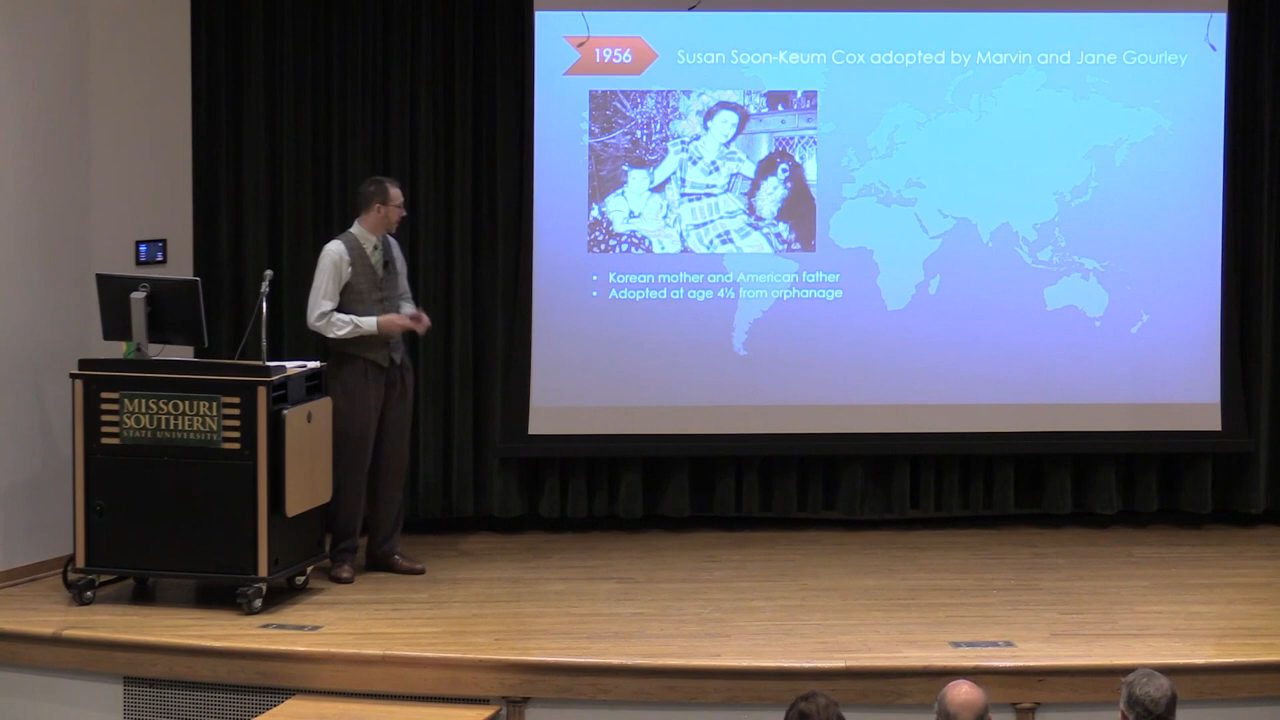 1956
Susan Soon-Keum Cox adopted by Marvin and Jane Gourley
• Korean mother and American father
• Adopted at age 4½ from orphanage
MISSOURI
SOUTHERN
STATE UNIVERSITY